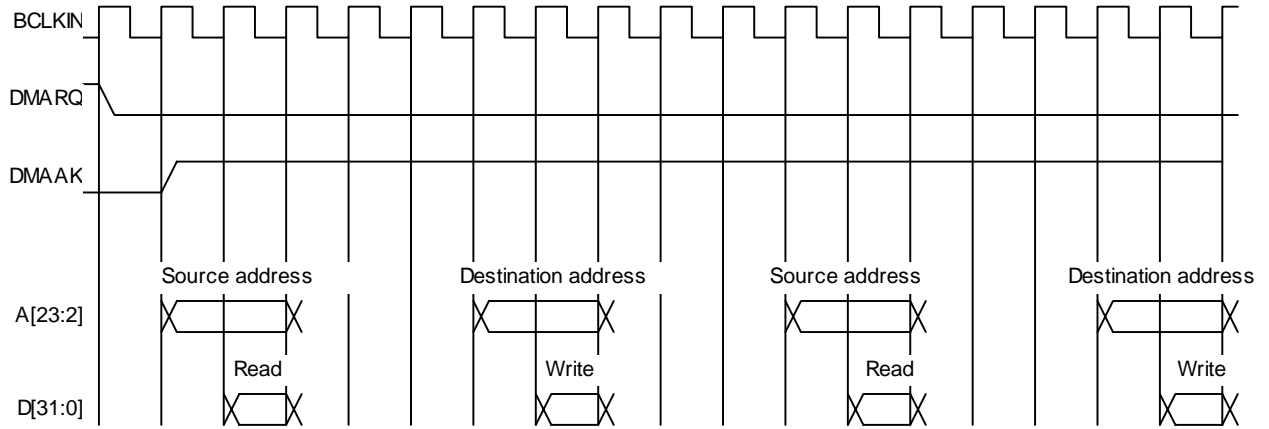 BCLKIN
DMARQ
DMAAK
Source address Destination address Source address Destination address
A[23:2]
Read Write Read Write
D[31:0]